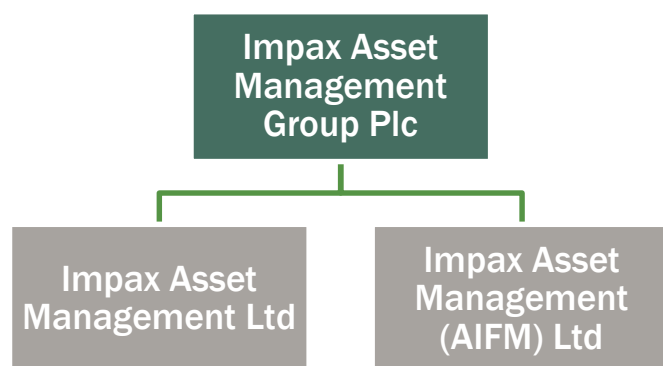 Impax Asset
Management
Group Plc
Impax Asset
Management Ltd
Impax Asset
Management
(AIFM) Ltd